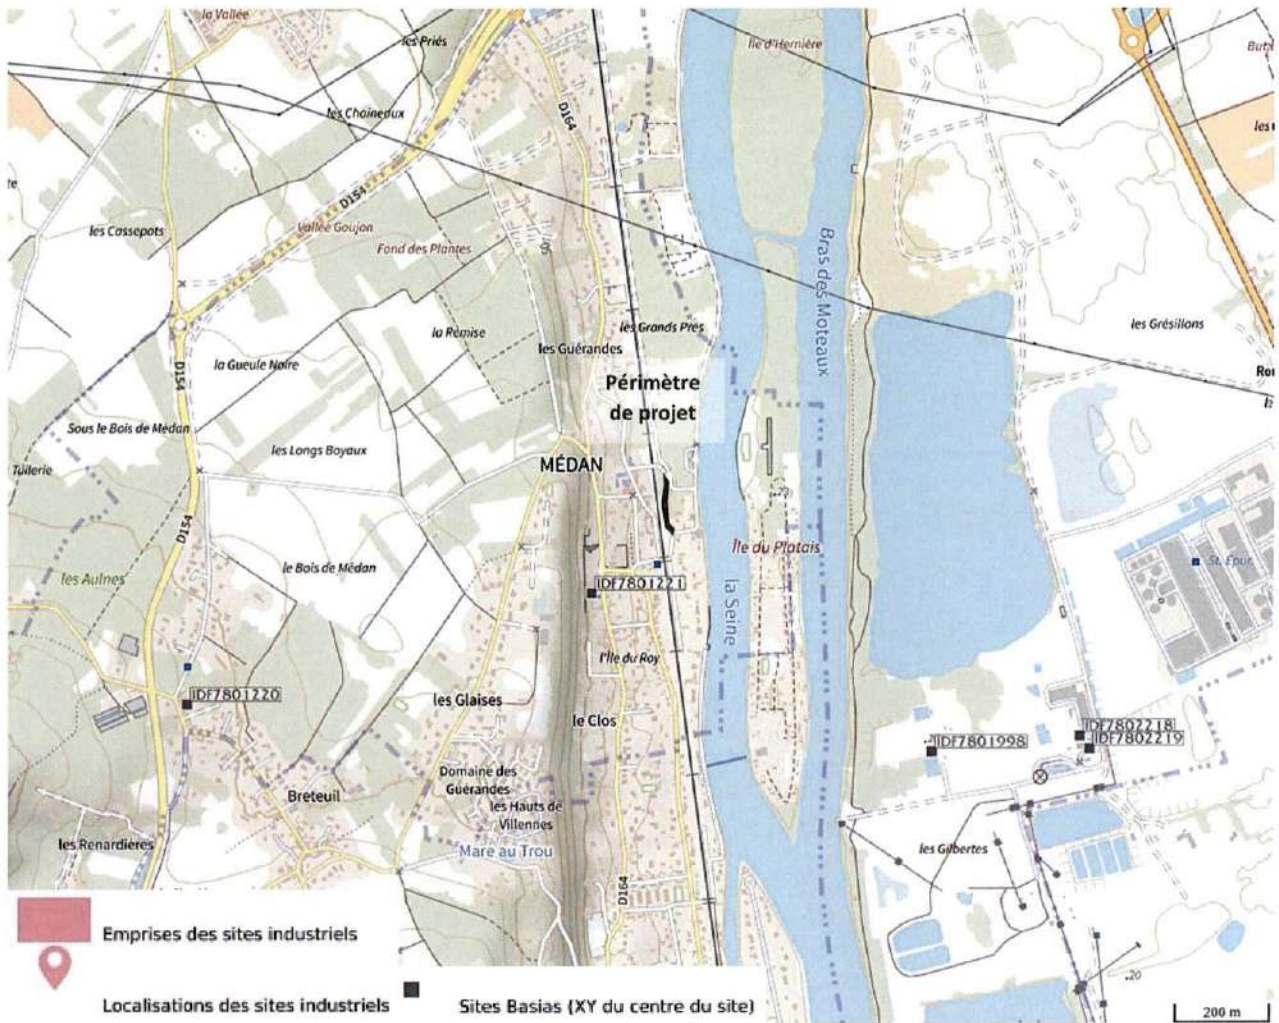 la Vallée
les Priés
Île d'Hernière
les Choineaux
D164
D154
les Cassepots
Vallée Goujon
Fond des Plantes
Bras des Moteaux
la Remise
les Grands Prés
les Grésillons
les Guérandes
la Gueule Noire
D154
Périmètre
de projet
Sous le Bois de Médan
les Longs Boyaux
MÉDAN
Tuilerie
D154
Île du Platais
les Aulnes
le Bois de Médan
St. Epur.
IDF7801221
la Seine
l'Île du Roy
IDF7801220
les Glaises
le Clos
IDF7802218
IDF7801998
IDF7802219
Domaine des
Guérandes
Breteuil
les Hauts de
Villennes
les Renardières
Mare au Trou
les Gilbertes
D164
Emprises des sites industriels
.20
Localisations des sites industriels
Sites Basias (XY du centre du site)
200 m